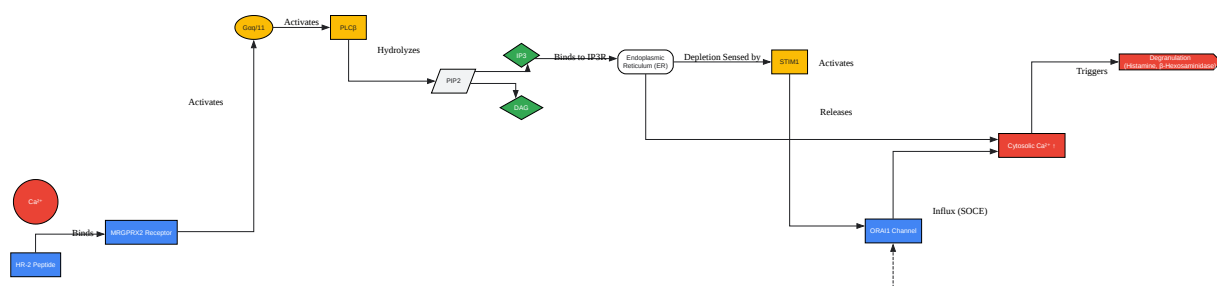 Activates
Gαq/11
PLCβ
Hydrolyzes
IP3
Binds to IP3R
Endoplasmic
Reticulum (ER)
Depletion Sensed by
STIM1
Activates
Degranulation
(Histamine, β-Hexosaminidase)
Triggers
PIP2
DAG
Activates
Releases
Cytosolic Ca²⁺ ↑
Ca²⁺
Influx (SOCE)
Binds
MRGPRX2 Receptor
ORAI1 Channel
HR-2 Peptide